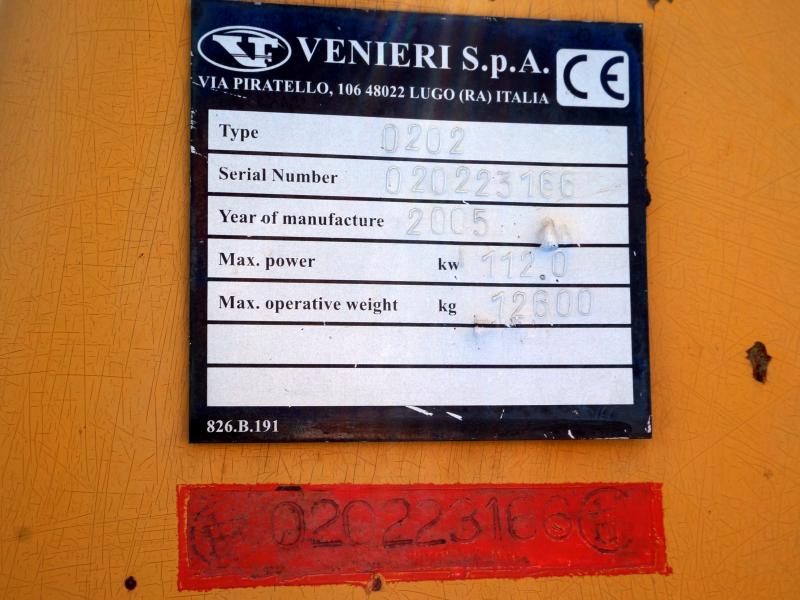 VENIERI S.p.A. CE
VIA PIRATELLO, 106 48022 LUGO (RA) ITALIA
Type 0202
Serial Number 020223166
Year of manufacture 2005
Max. power kw 112.0
Max. operative weight kg 12600
826.B.191
020223166